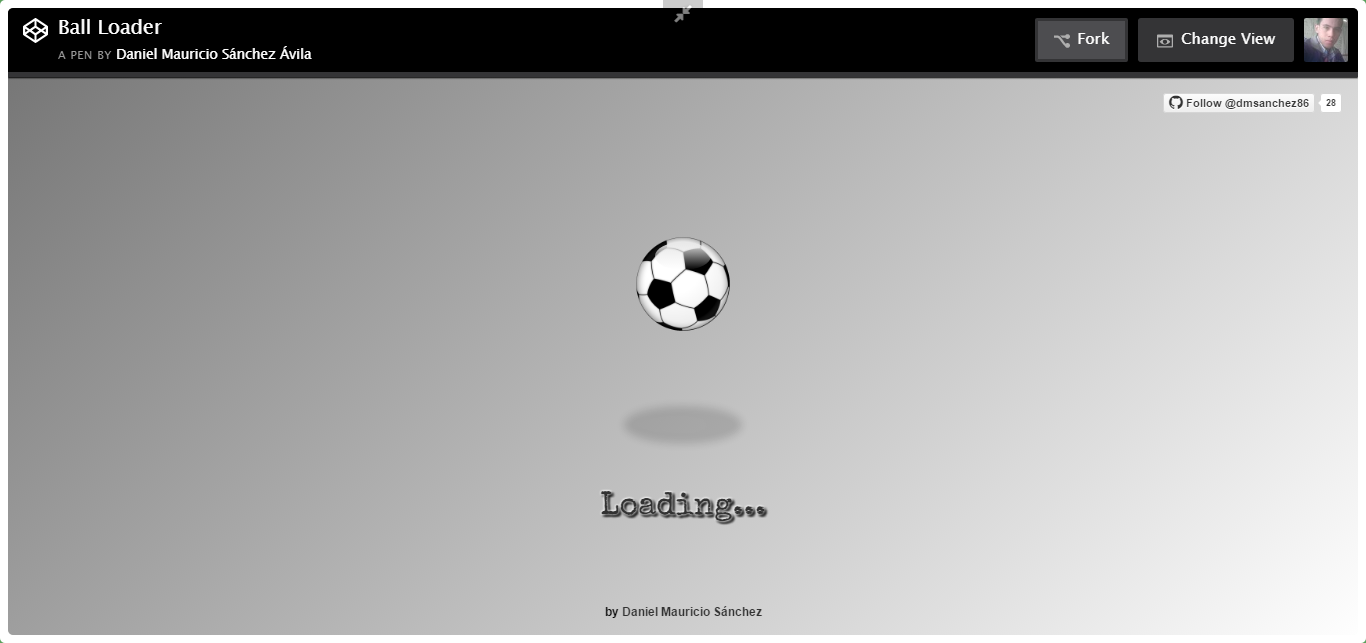 Ball Loader
A PEN BY Daniel Mauricio Sánchez Ávila
Fork
Change View
Follow @dmsanchez86
28
Loading...
by Daniel Mauricio Sánchez